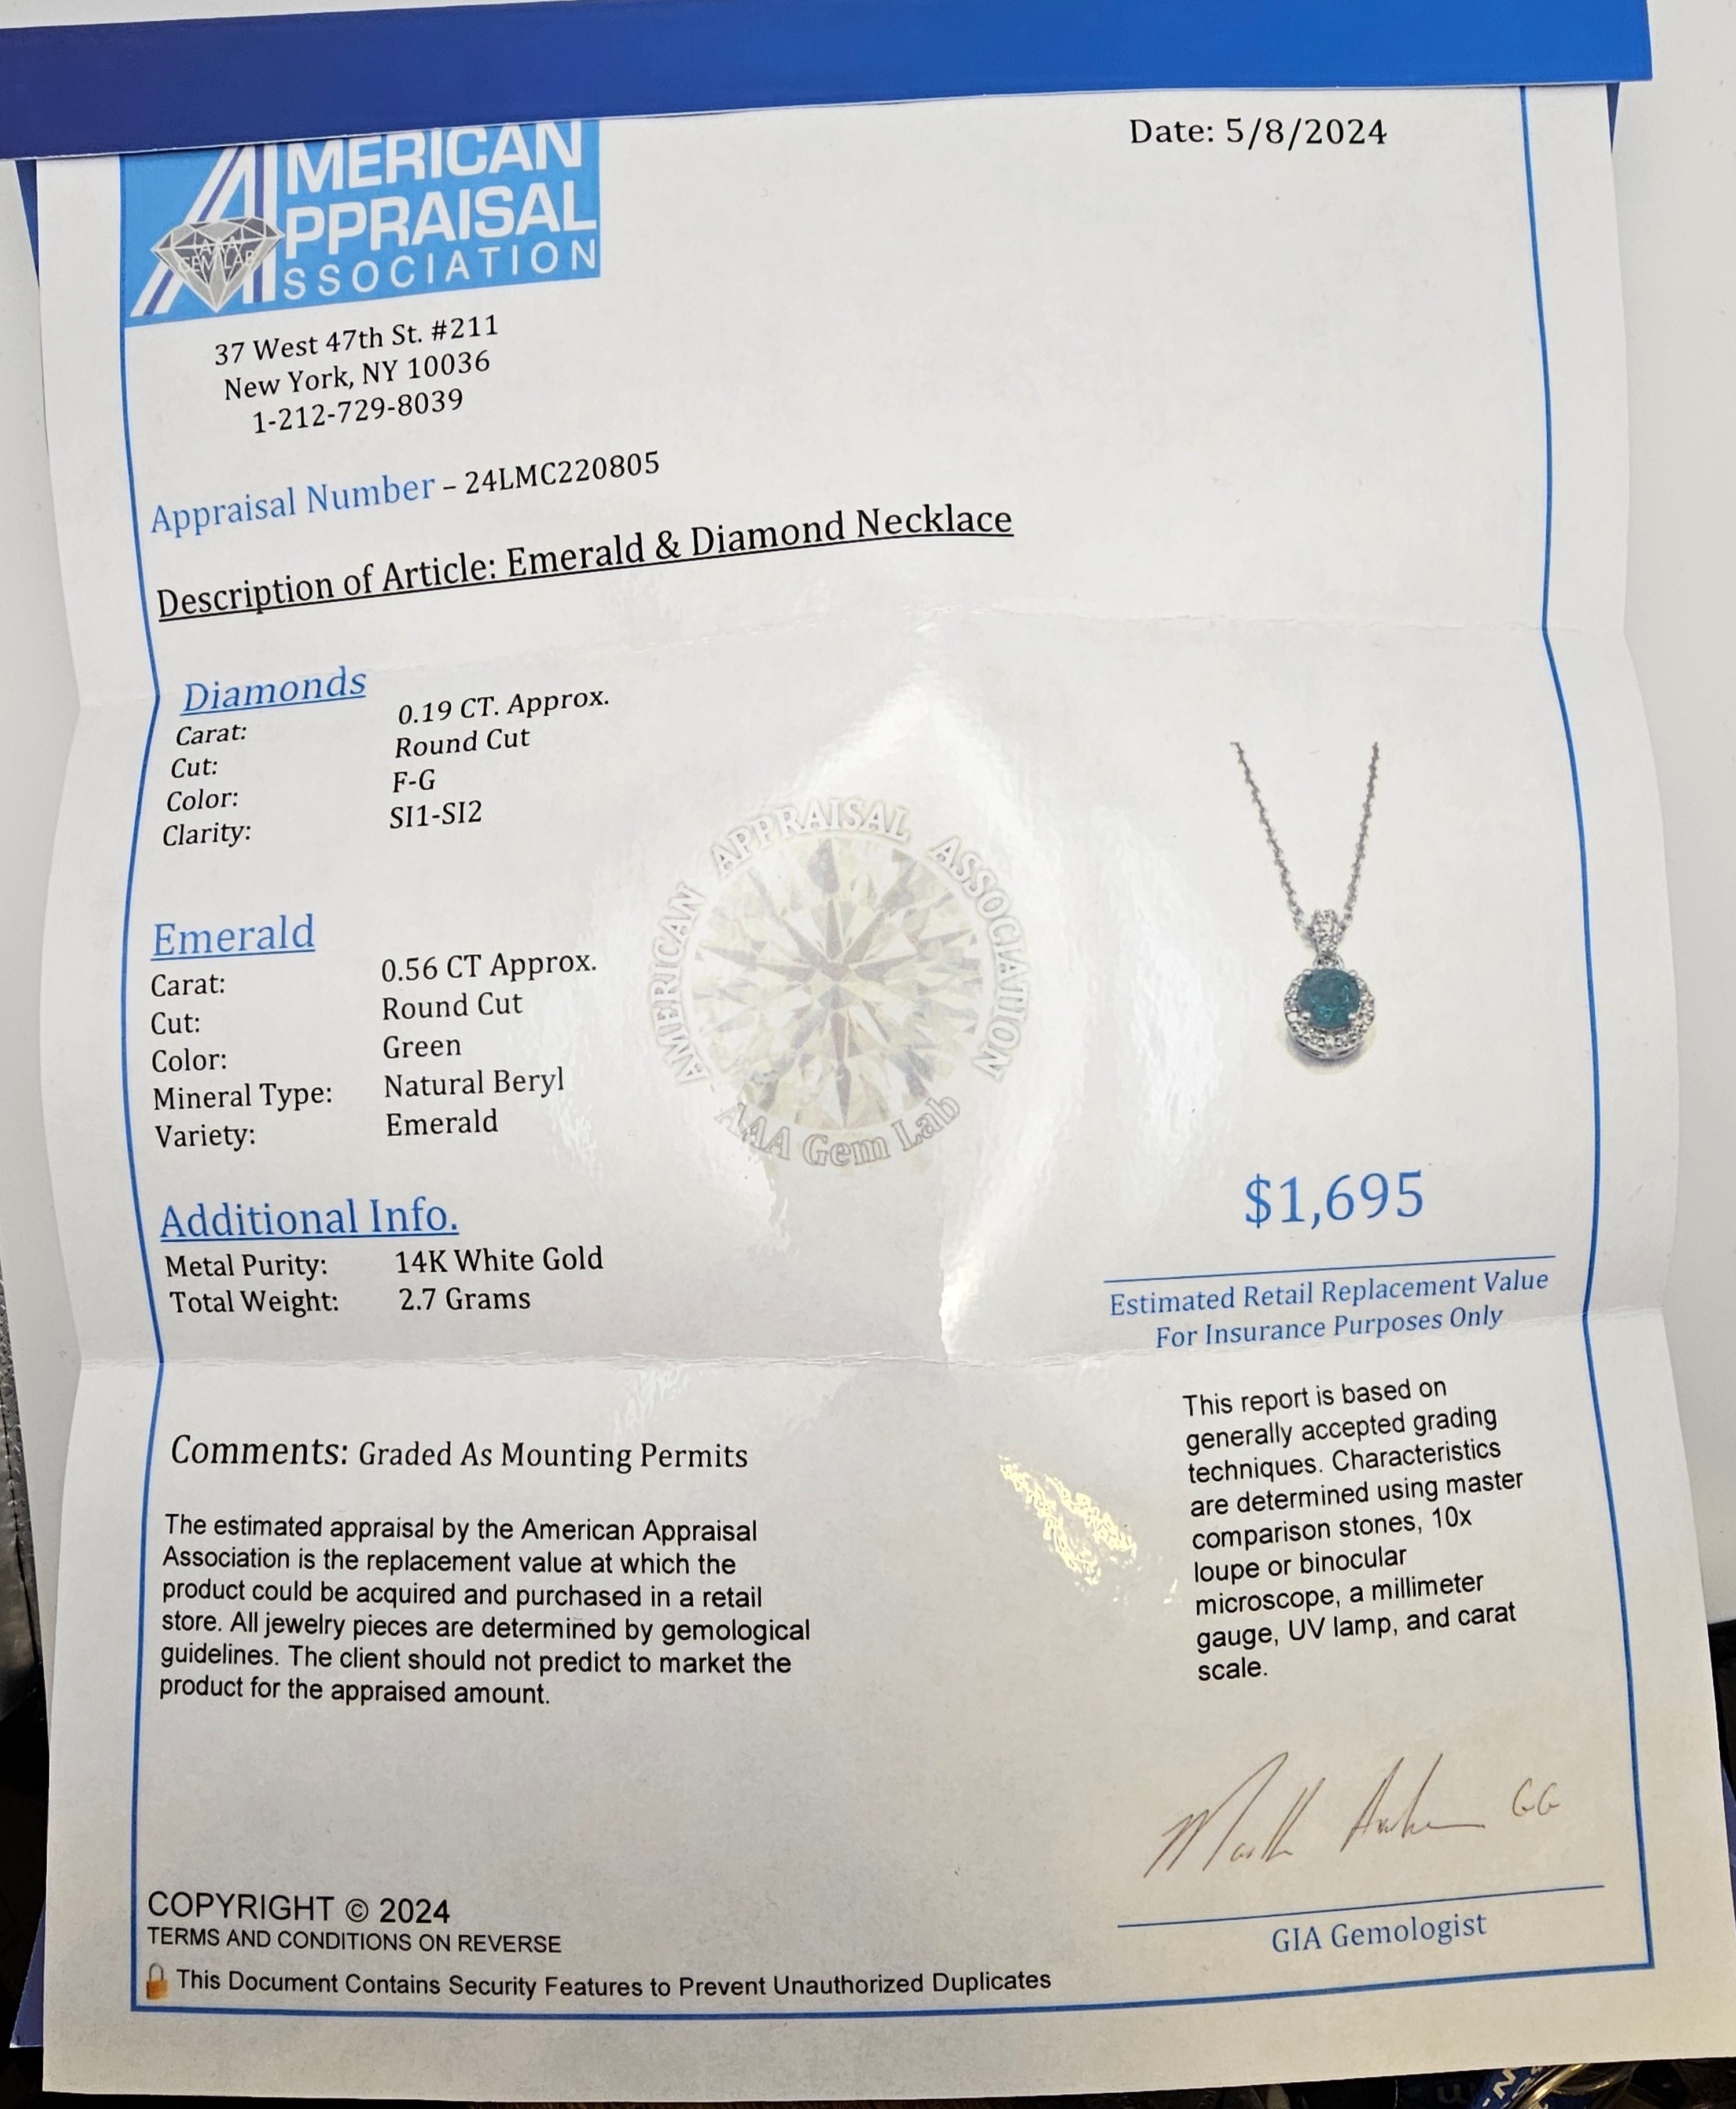 AMERICAN
APPRAISAL
ASSOCIATION
AAA
GEM LAB
37 West 47th St. #211
New York, NY 10036
1-212-729-8039
Date: 5/8/2024
Appraisal Number – 24LMC220805
Description of Article: Emerald & Diamond Necklace
Diamonds
Carat: 0.19 CT. Approx.
Cut: Round Cut
Color: F-G
Clarity: SI1-SI2
Emerald
Carat: 0.56 CT Approx.
Cut: Round Cut
Color: Green
Mineral Type: Natural Beryl
Variety: Emerald
Additional Info.
Metal Purity: 14K White Gold
Total Weight: 2.7 Grams
AMERICAN APPRAISAL ASSOCIATION
AAA Gem Lab
$1,695
Estimated Retail Replacement Value
For Insurance Purposes Only
Comments: Graded As Mounting Permits
The estimated appraisal by the American Appraisal
Association is the replacement value at which the
product could be acquired and purchased in a retail
store. All jewelry pieces are determined by gemological
guidelines. The client should not predict to market the
product for the appraised amount.
This report is based on
generally accepted grading
techniques. Characteristics
are determined using master
comparison stones, 10x
loupe or binocular
microscope, a millimeter
gauge, UV lamp, and carat
scale.
GG
GIA Gemologist
COPYRIGHT © 2024
TERMS AND CONDITIONS ON REVERSE
This Document Contains Security Features to Prevent Unauthorized Duplicates